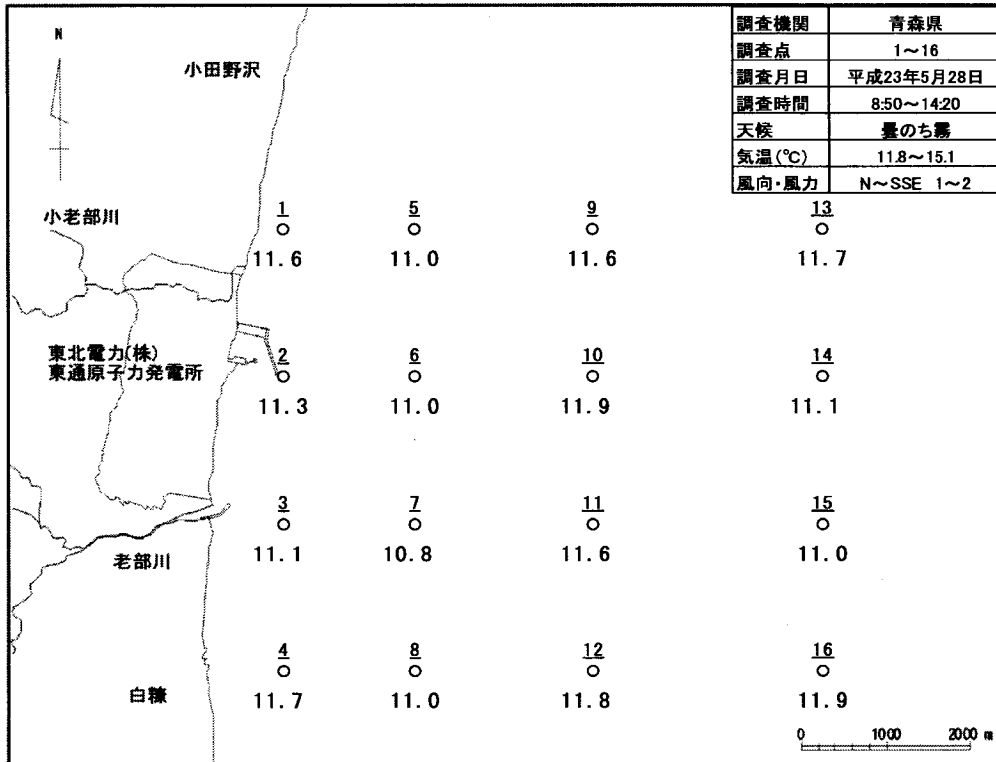 調査機関 青森県
調査点 1～16
調査月日 平成23年5月28日
調査時間 8:50～14:20
天候 曇のち霧
気温(℃) 11.8～15.1
風向・風力 N～SSE 1～2
N
小田野沢
小老部川
1 5 9 13
11.6 11.0 11.6 11.7
東北電力(株)
東通原子力発電所
2 6 10 14
11.3 11.0 11.9 11.1
3 7 11 15
11.1 10.8 11.6 11.0
老部川
4 8 12 16
11.7 11.0 11.8 11.9
白糠
0 1000 2000 m